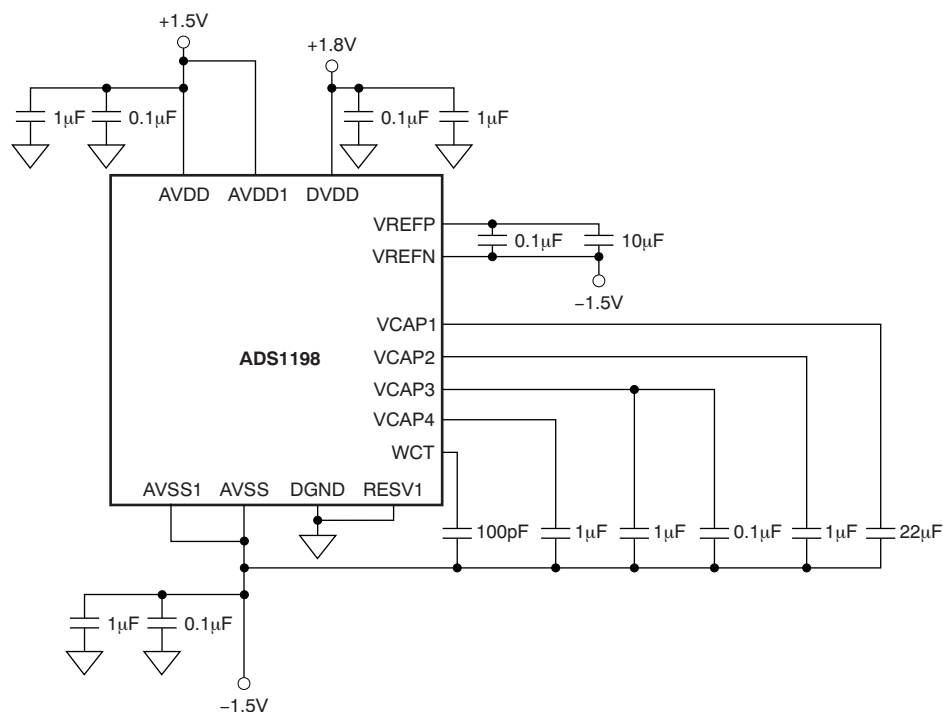 +1.5V
+1.8V
1μF
0.1μF
0.1μF
1μF
AVDD
AVDD1
DVDD
VREFP
0.1μF
10μF
VREFN
−1.5V
VCAP1
ADS1198
VCAP2
VCAP3
VCAP4
WCT
AVSS1
AVSS
DGND
RESV1
100pF
1μF
1μF
0.1μF
1μF
22μF
1μF
0.1μF
−1.5V